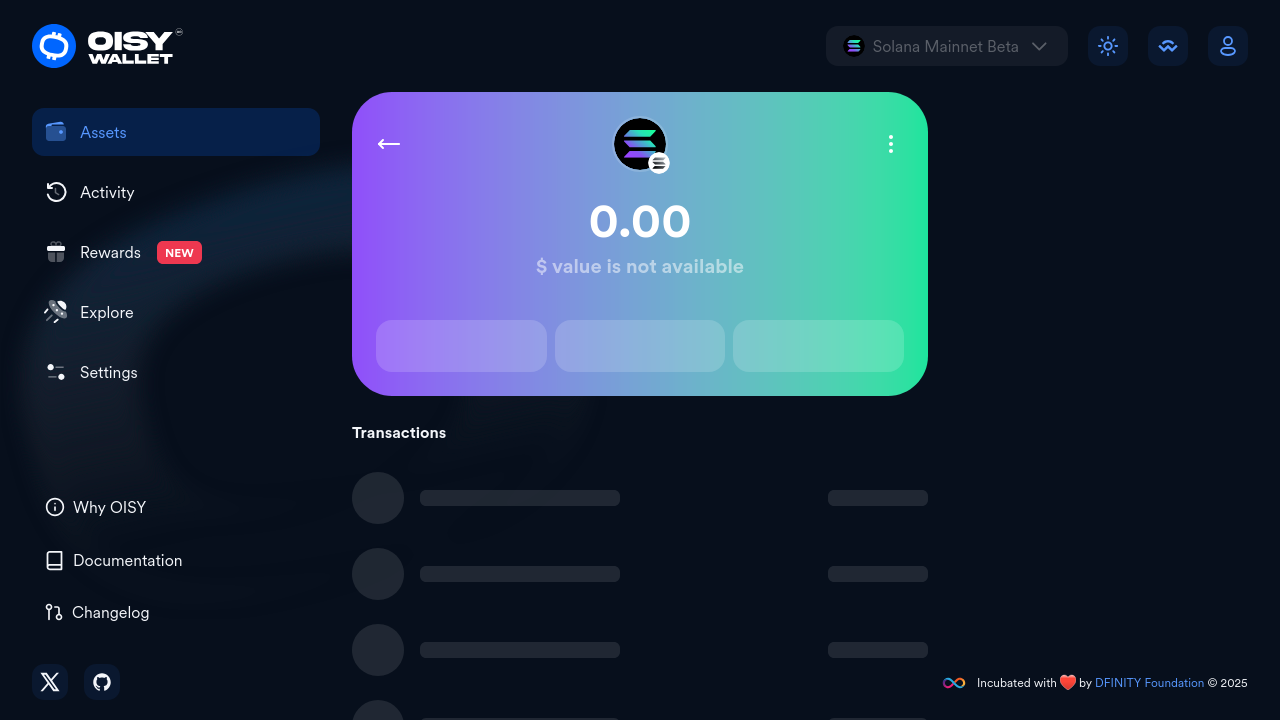 OISY
WALLET
Solana Mainnet Beta
Assets
Activity
Rewards NEW
Explore
Settings
0.00
$ value is not available
Transactions
Why OISY
Documentation
Changelog
Incubated with ❤️ by DFINITY Foundation © 2025